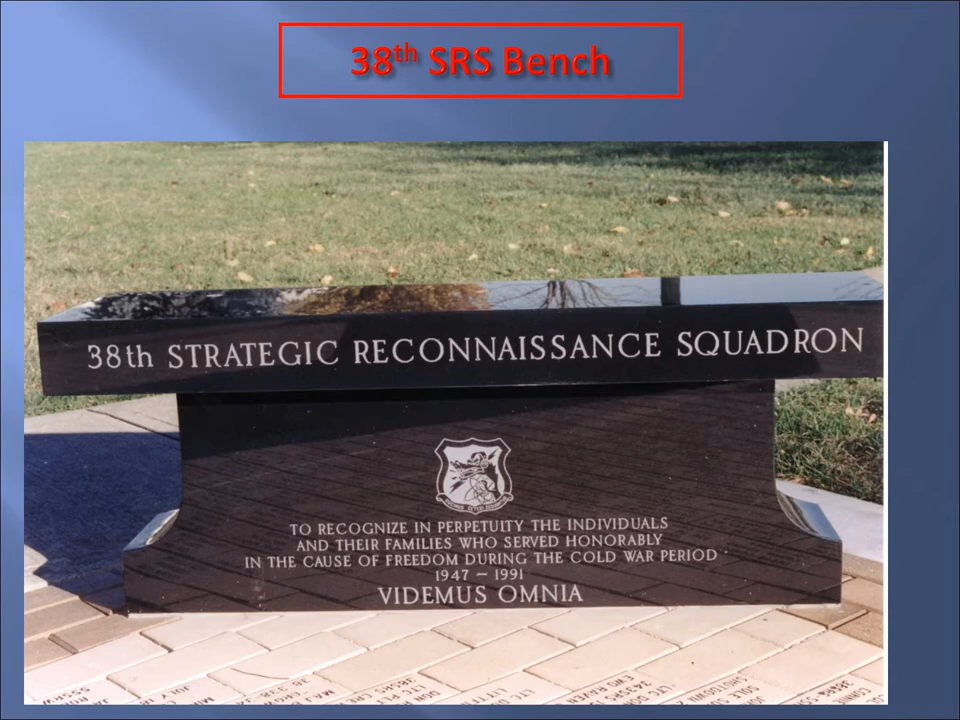 38th SRS Bench
38th STRATEGIC RECONNAISSANCE SQUADRON
TO RECOGNIZE IN PERPETUITY THE INDIVIDUALS
AND THEIR FAMILIES WHO SERVED HONORABLY
IN THE CAUSE OF FREEDOM DURING THE COLD WAR PERIOD
1947 – 1991
VIDEMUS OMNIA